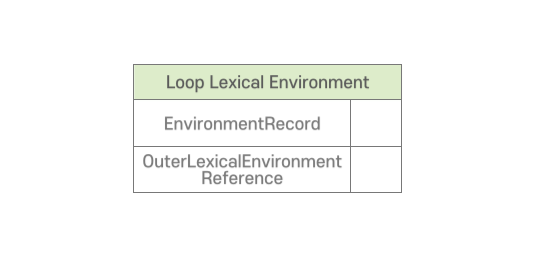 Loop Lexical Environment
EnvironmentRecord
OuterLexicalEnvironment
Reference